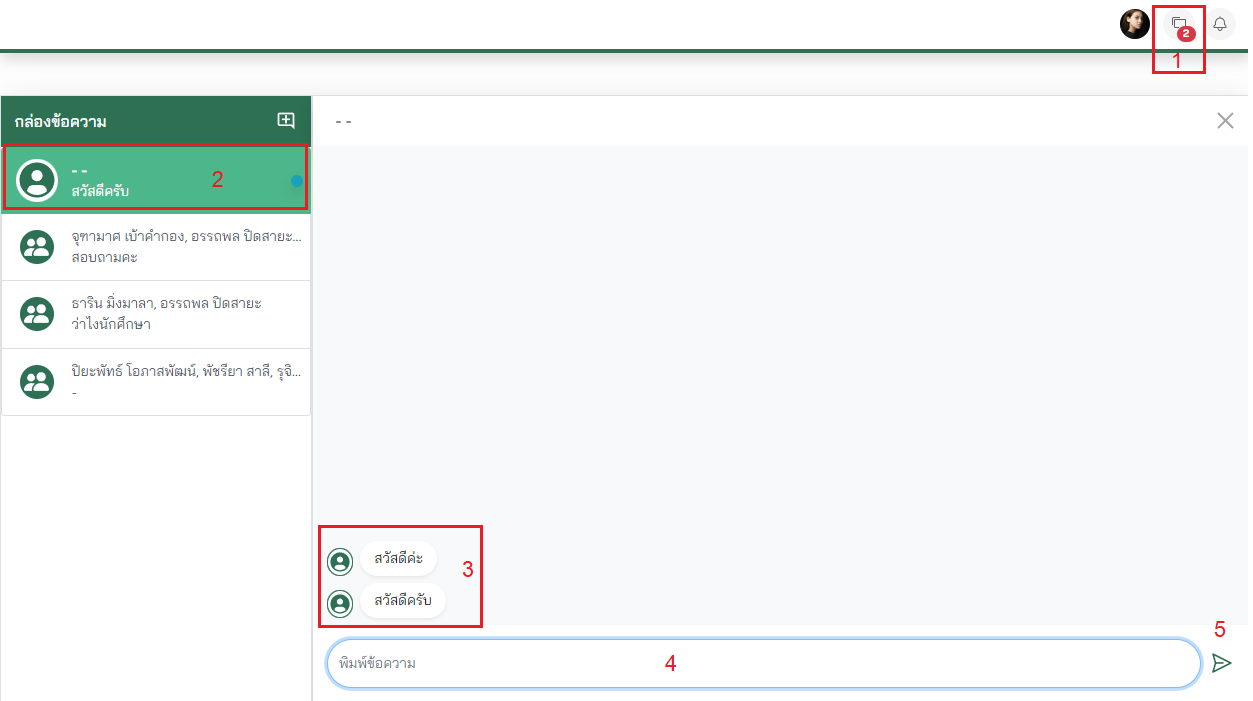 2
1
กล่องข้อความ
- -
- -
2
สวัสดีครับ
จุฑามาศ เบ้าคำกอง, อรรถพล ปิดสายะ...
สอบถามคะ
ธาริน มิ่งมาลา, อรรถพล ปิดสายะ
ว่าไงนักศึกษา
ปิยะพัทธ์ โอภาสพัฒน์, พัชรียา สาลี, รุจิ...
-
สวัสดีค่ะ
3
สวัสดีครับ
5
พิมพ์ข้อความ
4